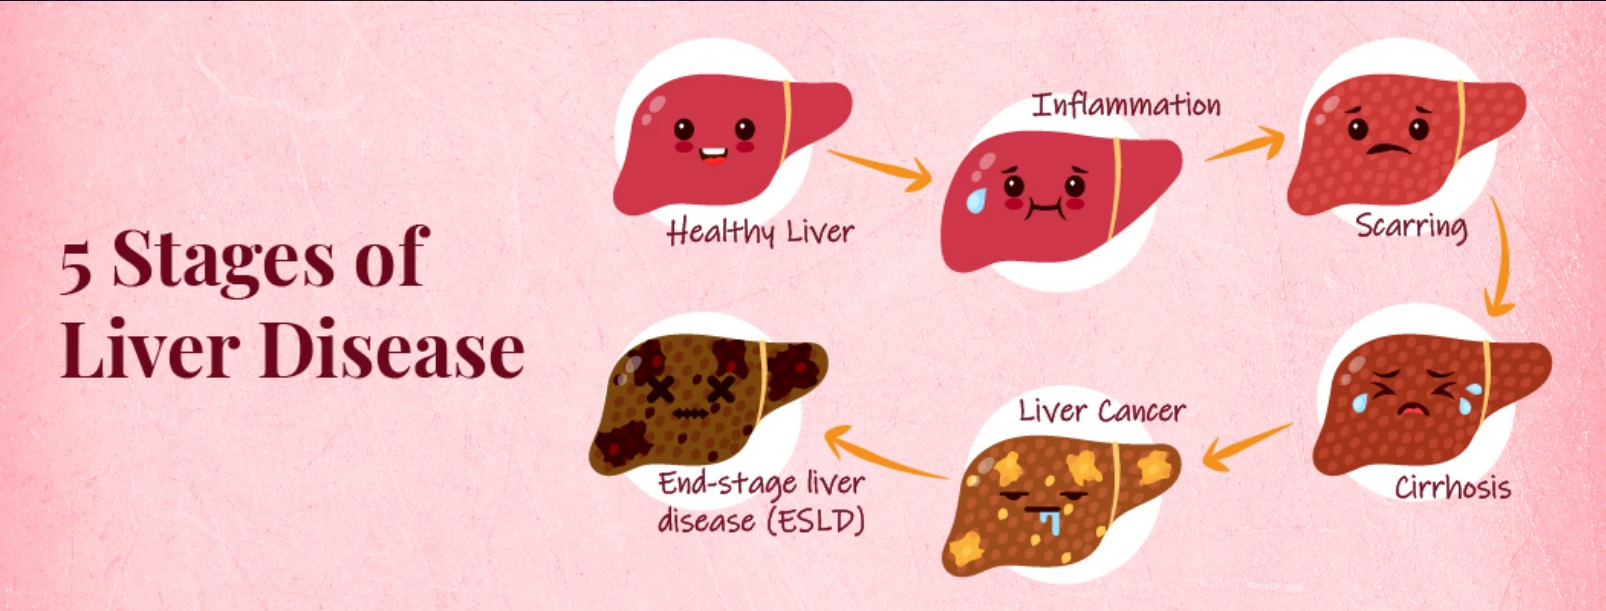 5 Stages of
Liver Disease
Healthy Liver
Inflammation
Scarring
Cirrhosis
Liver Cancer
End-stage liver
disease (ESLD)